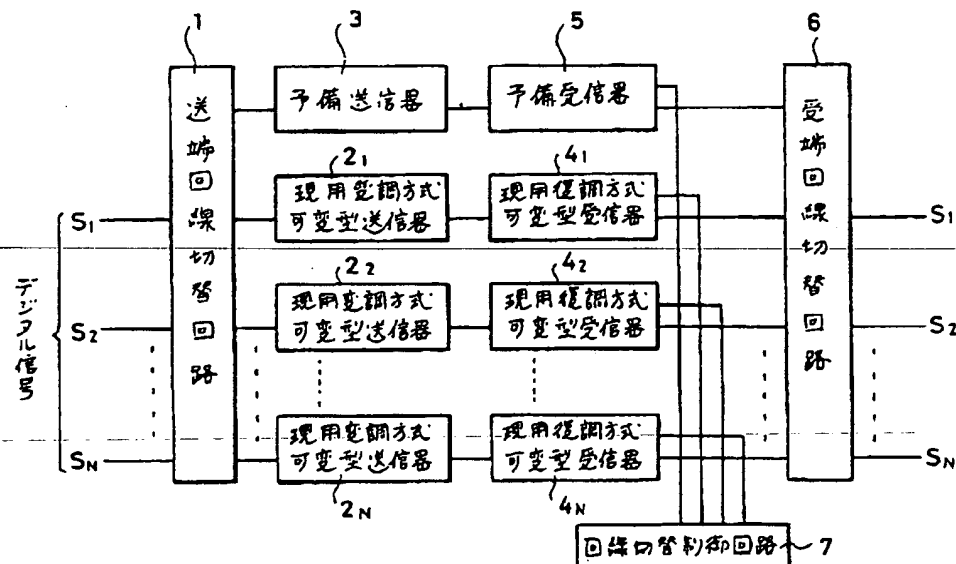 1
3
5
6
送端回線切替回路
予備送信器
予備受信器
受端回線切替回路
2₁
4₁
現用変調方式
可変型送信器
現用復調方式
可変型受信器
S₁
S₁
デジタル信号
2₂
4₂
現用変調方式
可変型送信器
現用復調方式
可変型受信器
S₂
S₂
現用変調方式
可変型送信器
現用復調方式
可変型受信器
S_N
S_N
2_N
4_N
回線切替制御回路
7